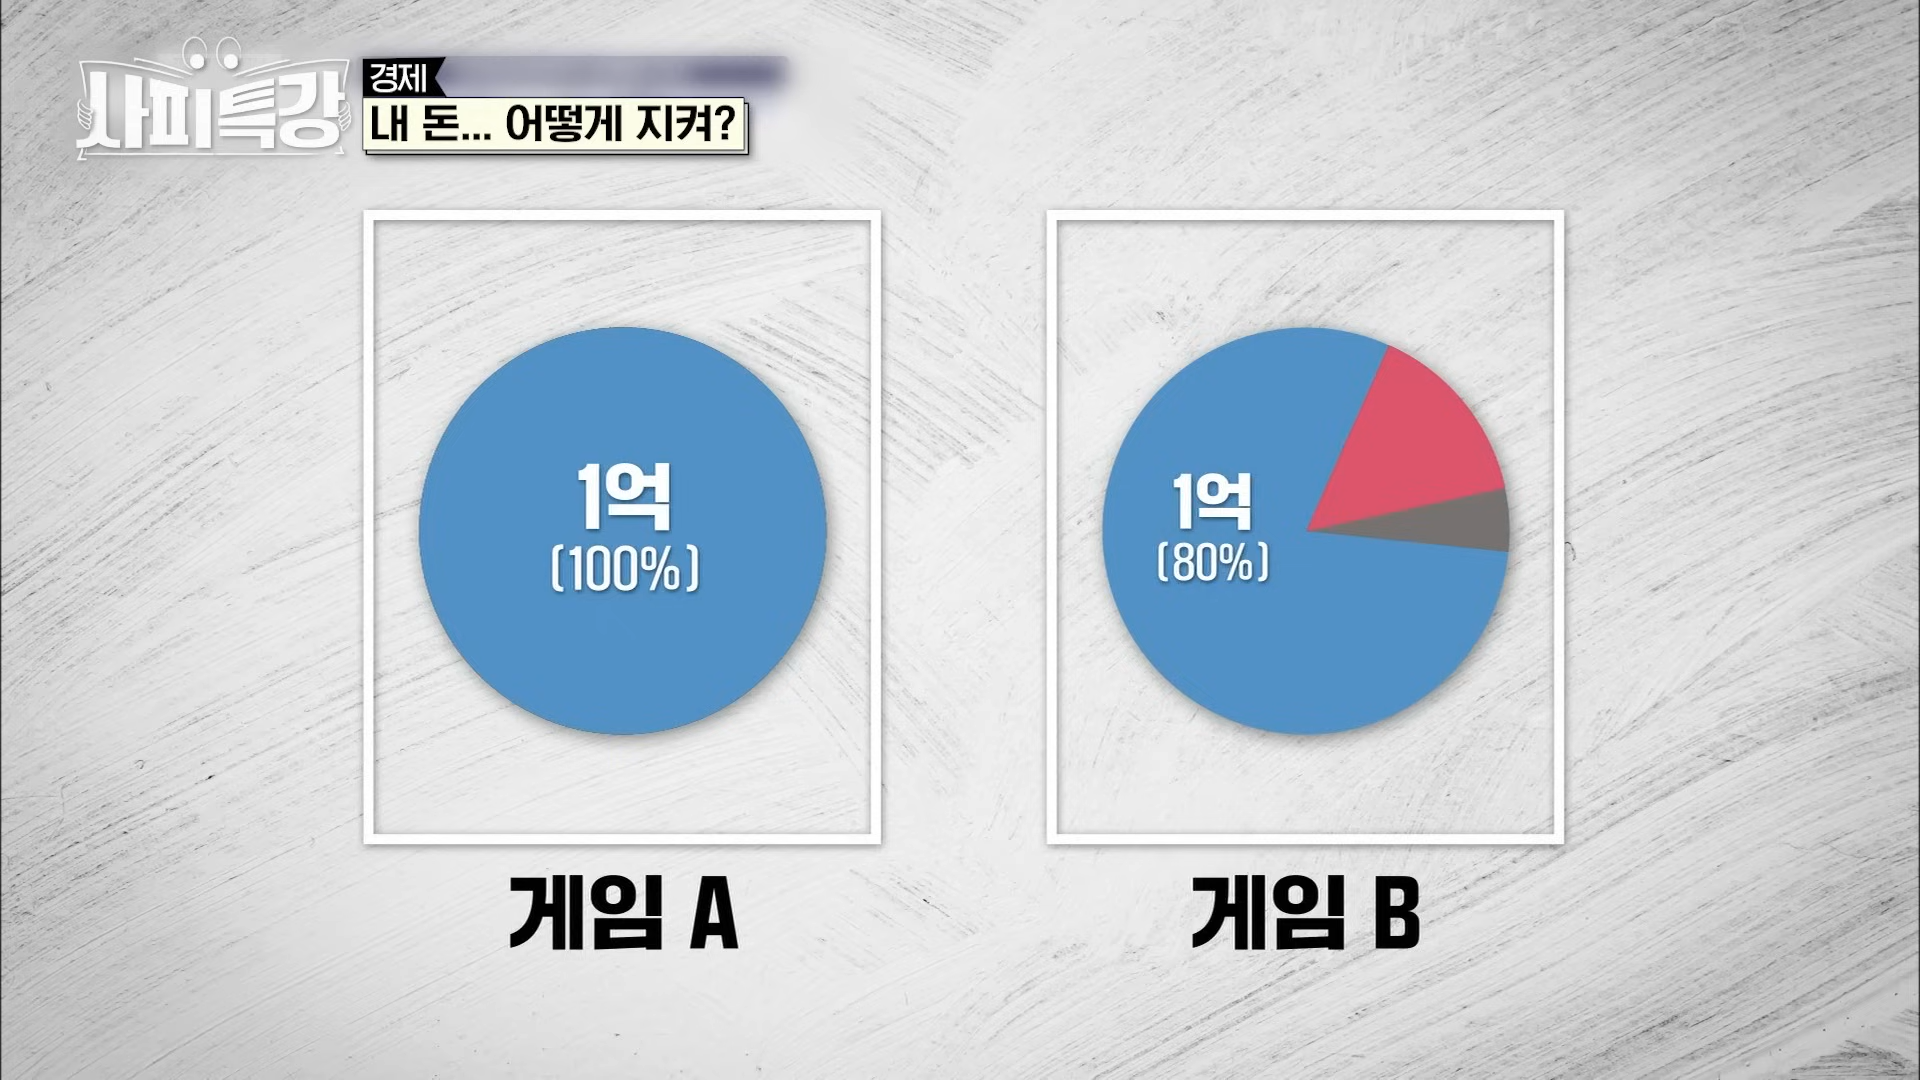 사피특강
경제
내 돈... 어떻게 지켜?
1억
(100%)
1억
(80%)
게임 A
게임 B